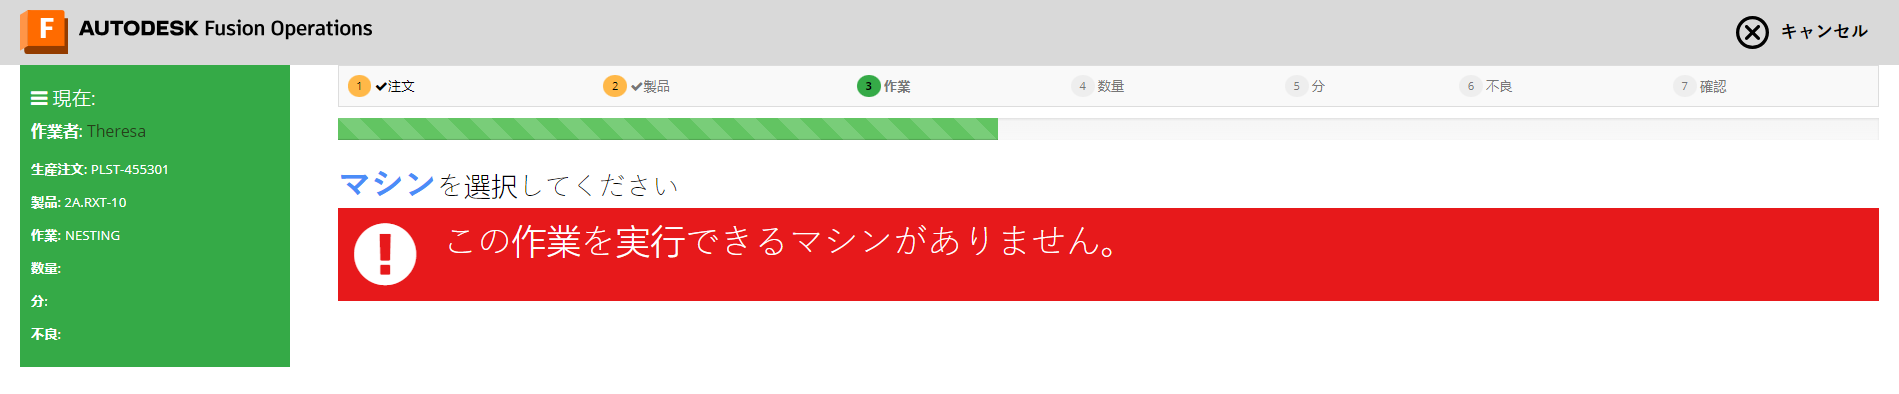 F AUTODESK Fusion Operations
キャンセル
現在:
作業者: Theresa
生産注文: PLST-455301
製品: 2A.RXT-10
作業: NESTING
数量:
分:
不良:
1 注文
2 製品
3 作業
4 数量
5 分
6 不良
7 確認
マシンを選択してください
この作業を実行できるマシンがありません。